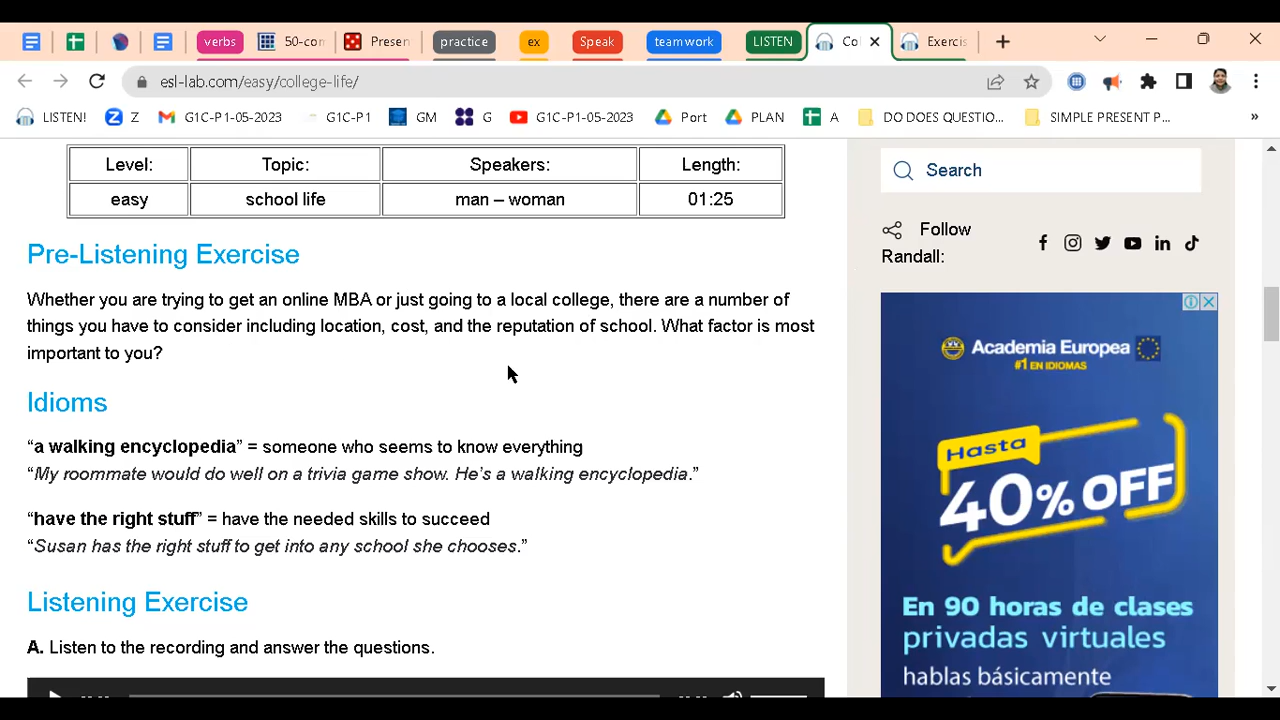 verbs
50-co
Presen
practice
ex
Speak
teamwork
LISTEN
Co
Exercis
esl-lab.com/easy/college-life/
LISTEN!
Z
G1C-P1-05-2023
G1C-P1
GM
G
G1C-P1-05-2023
Port
PLAN
A
DO DOES QUESTIO...
SIMPLE PRESENT P...
»
Level: Topic: Speakers: Length:
easy school life man – woman 01:25
Pre-Listening Exercise
Whether you are trying to get an online MBA or just going to a local college, there are a number of
things you have to consider including location, cost, and the reputation of school. What factor is most
important to you?
Idioms
“a walking encyclopedia” = someone who seems to know everything
“My roommate would do well on a trivia game show. He’s a walking encyclopedia.”
“have the right stuff” = have the needed skills to succeed
“Susan has the right stuff to get into any school she chooses.”
Listening Exercise
A. Listen to the recording and answer the questions.
Search
Follow
Randall:
Academia Europea
#1 EN IDIOMAS
Hasta
40% OFF
En 90 horas de clases
privadas virtuales
hablas básicamente